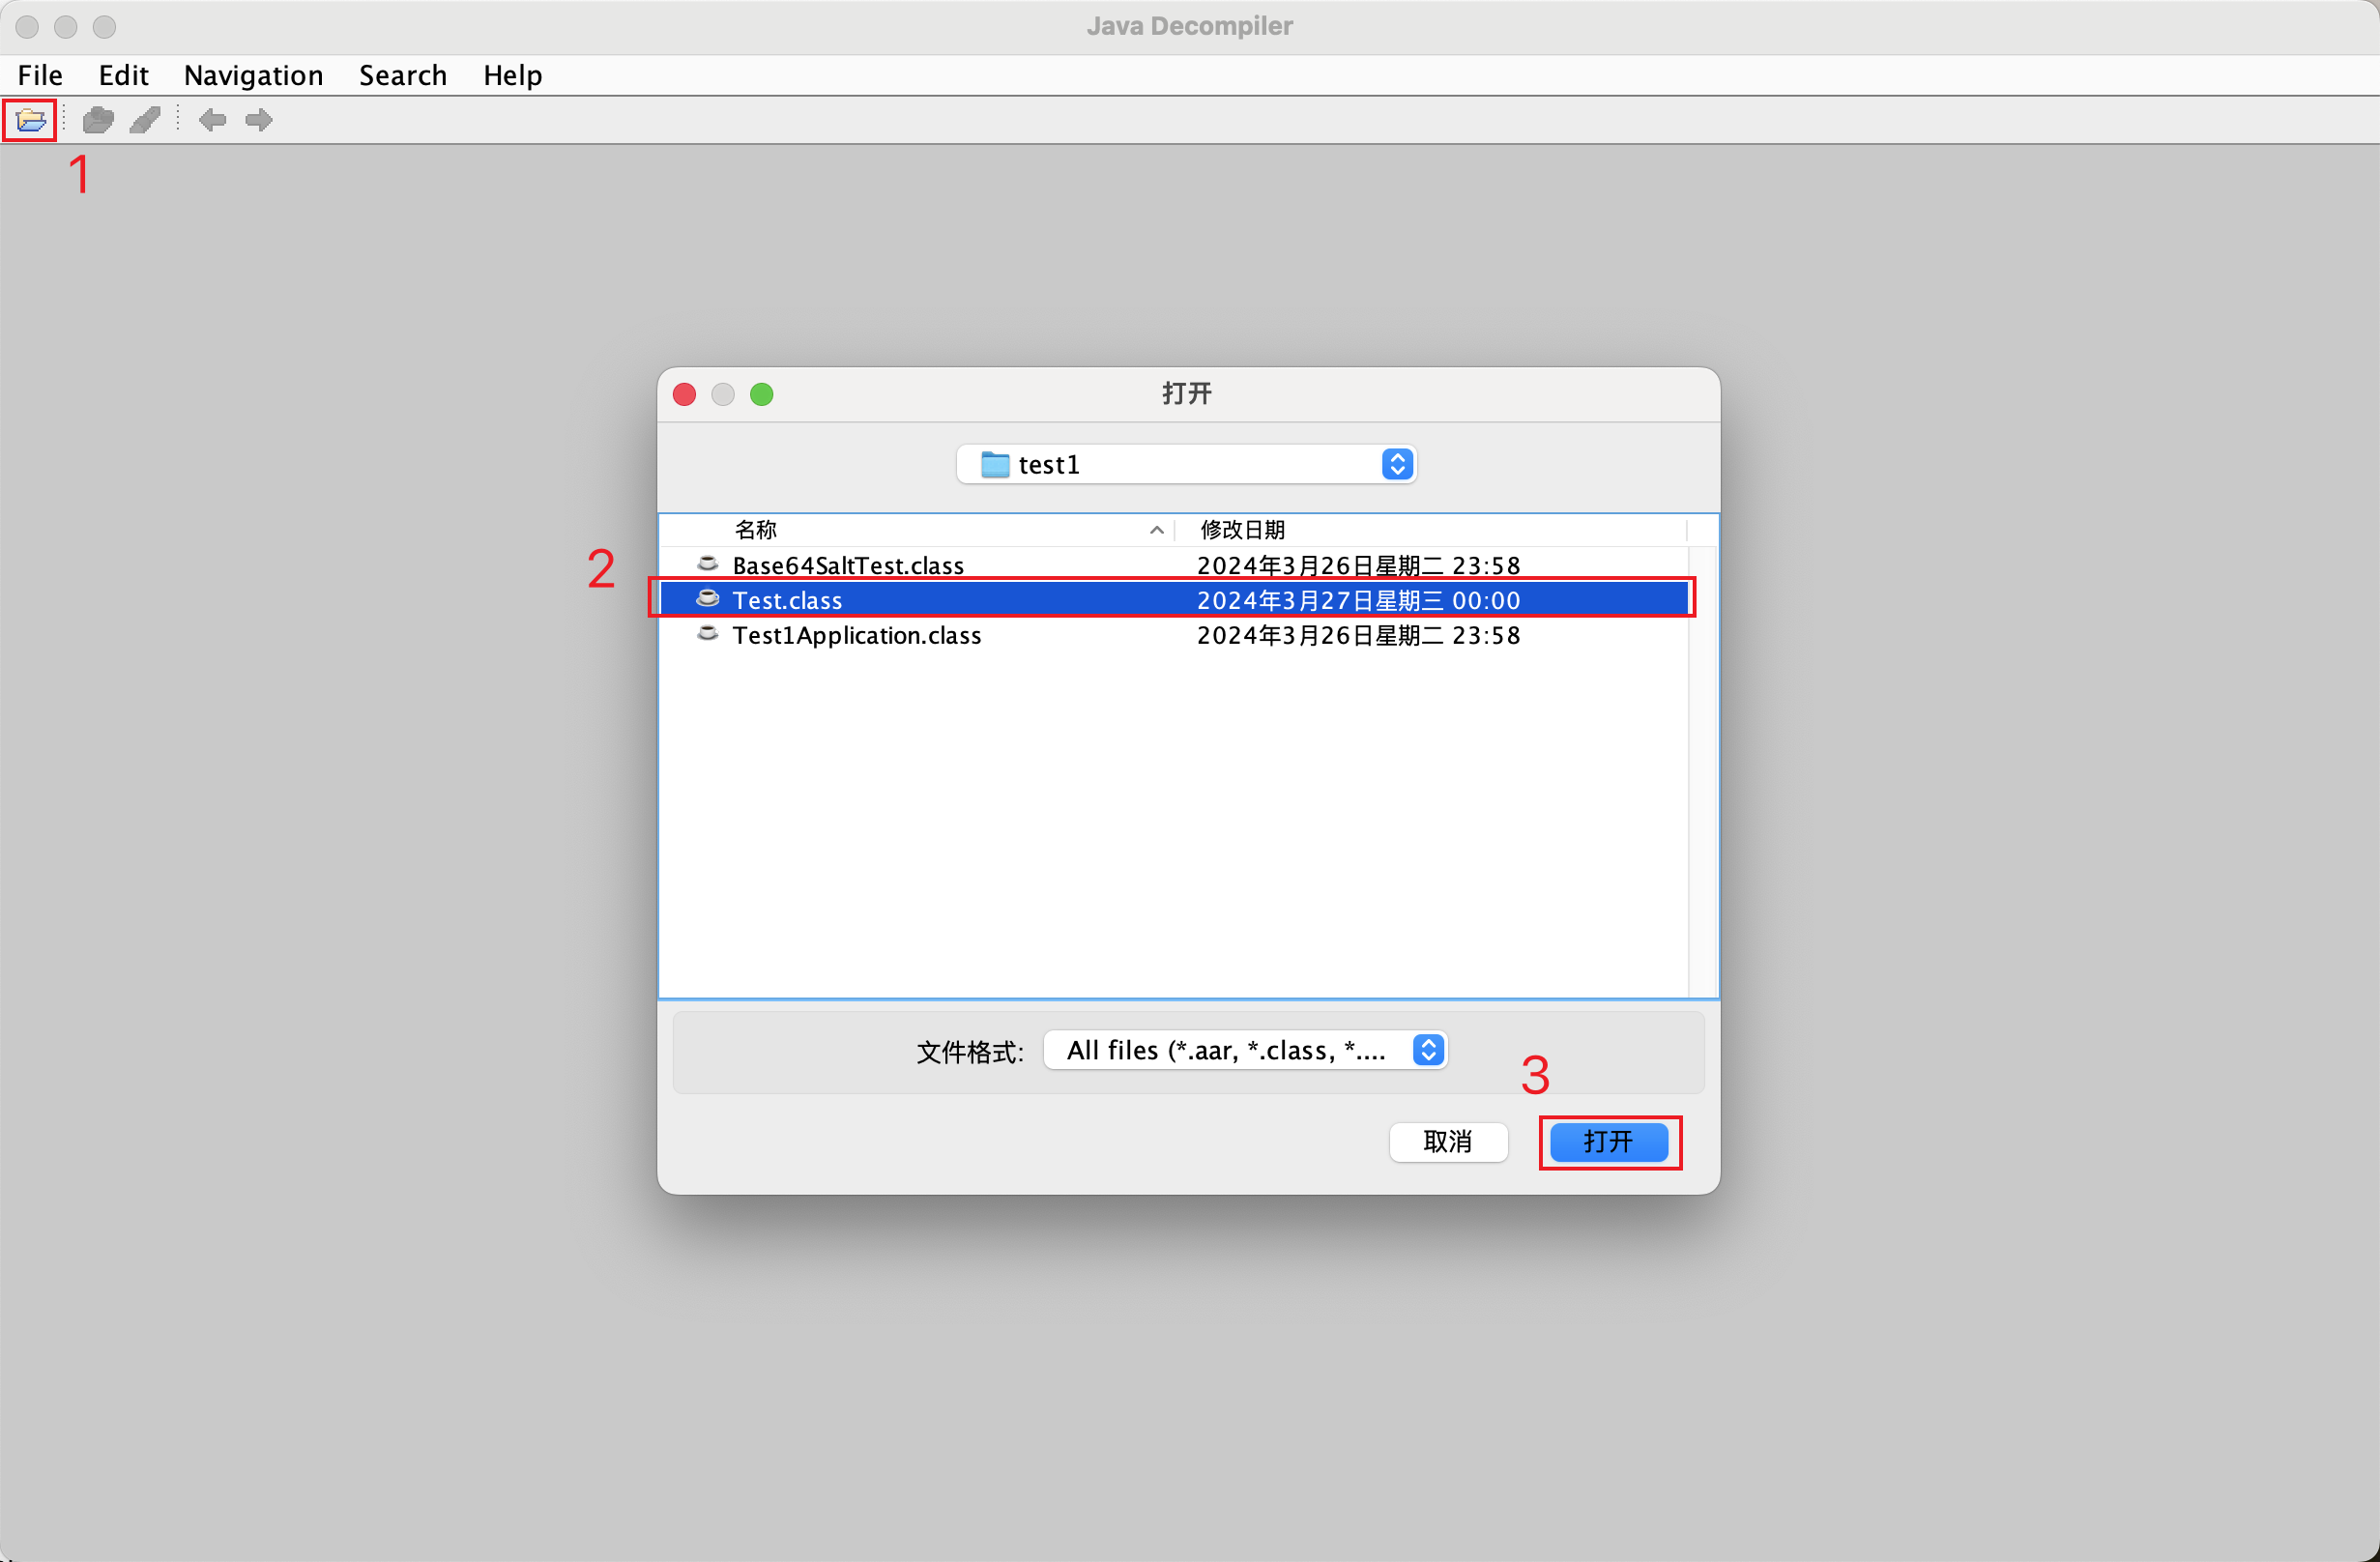 Java Decompiler
File Edit Navigation Search Help
1
打开
test1
名称 修改日期
2
Base64SaltTest.class 2024年3月26日星期二 23:58
Test.class 2024年3月27日星期三 00:00
Test1Application.class 2024年3月26日星期二 23:58
文件格式: All files (*.aar, *.class, *....
3
取消 打开